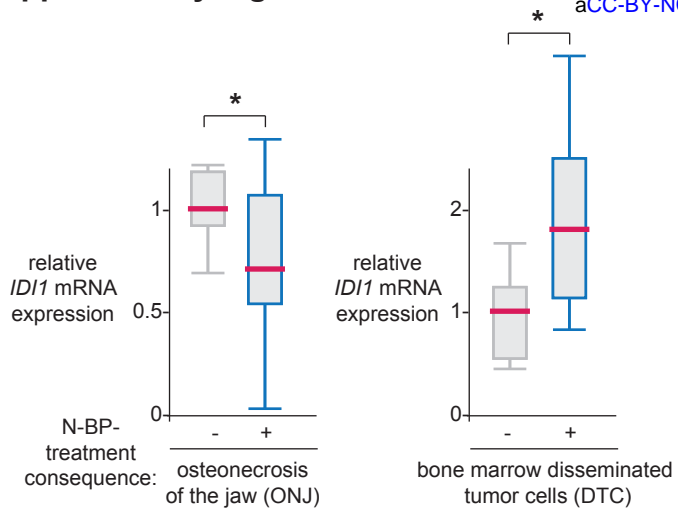 aCC-BY-NC
*
*
1
0.5
0
relative
IDI1 mRNA
expression
2
1
0
relative
IDI1 mRNA
expression
N-BP-
treatment
consequence:
- +
osteonecrosis
of the jaw (ONJ)
- +
bone marrow disseminated
tumor cells (DTC)